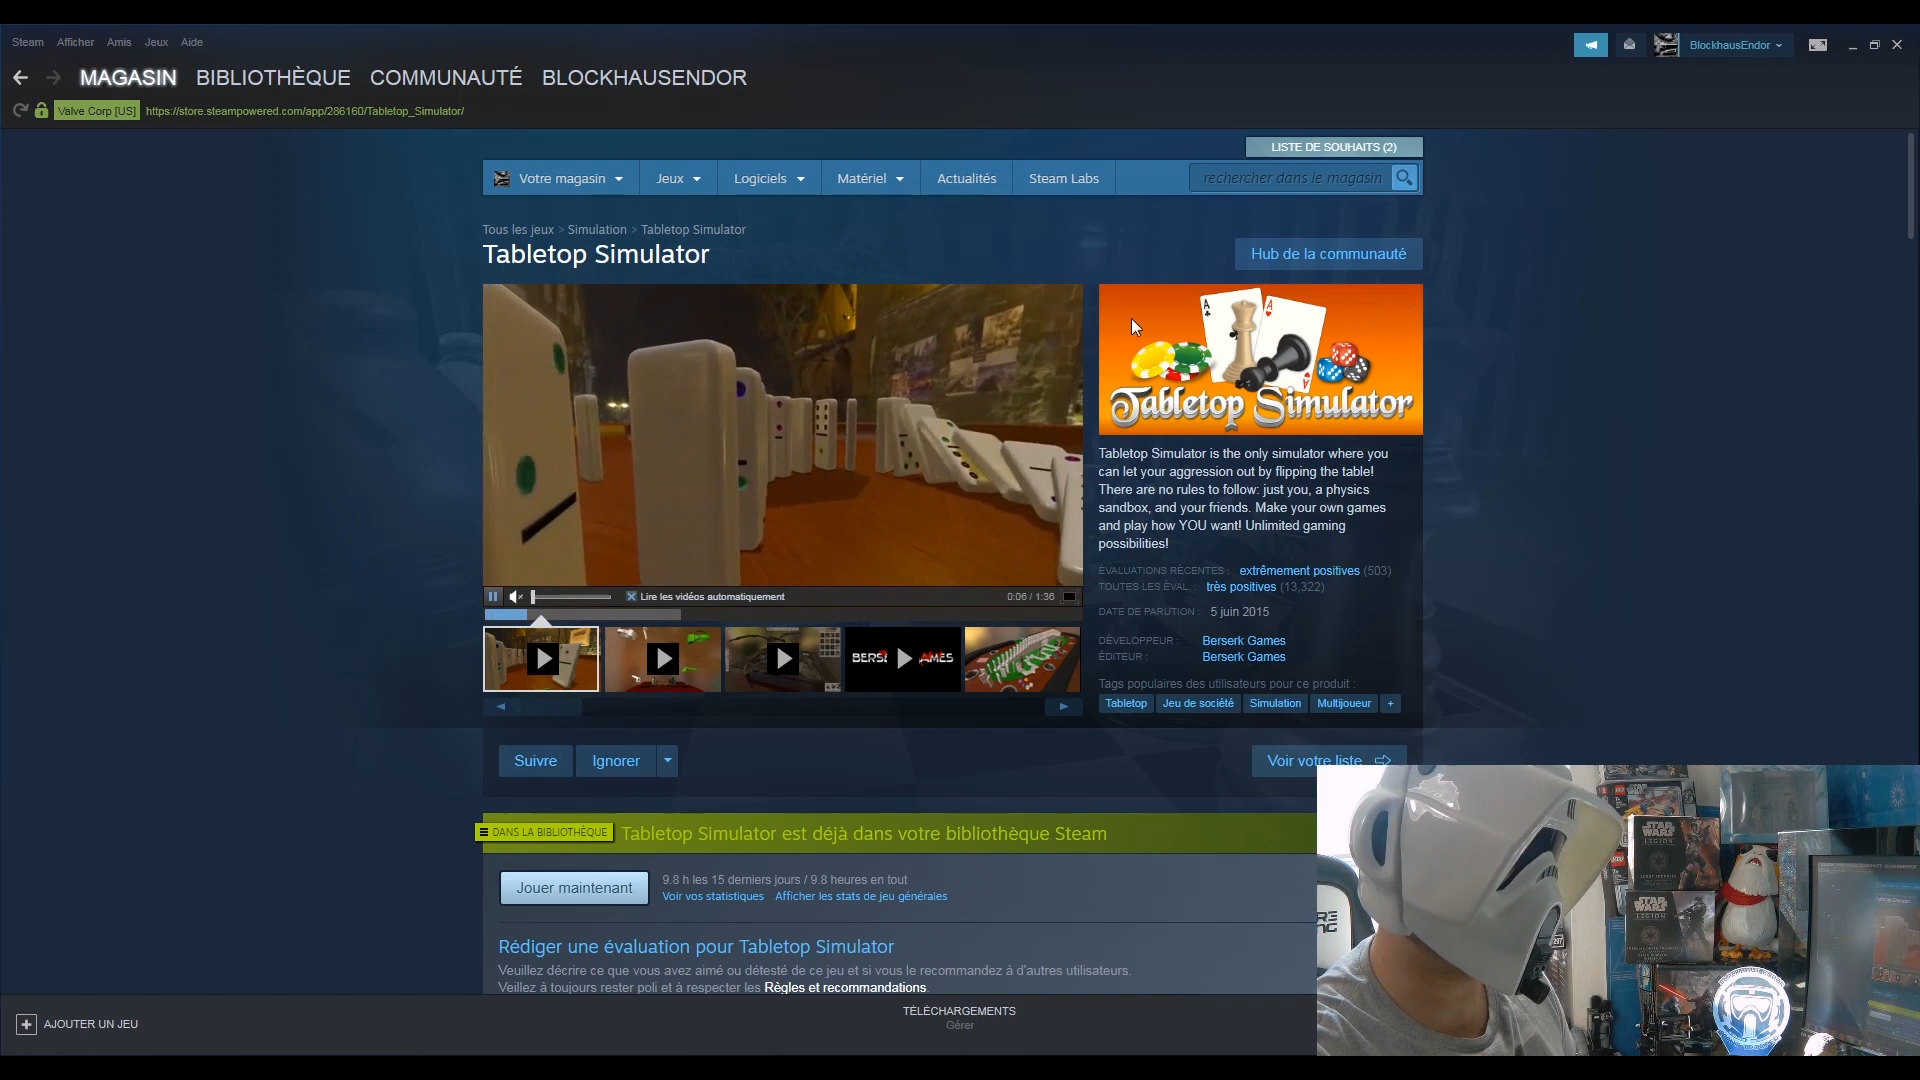 Steam Afficher Amis Jeux Aide
BlockhausEndor
MAGASIN BIBLIOTHÈQUE COMMUNAUTÉ BLOCKHAUSENDOR
Valve Corp [US] https://store.steampowered.com/app/286160/Tabletop_Simulator/
LISTE DE SOUHAITS (2)
Votre magasin Jeux Logiciels Matériel Actualités Steam Labs rechercher dans le magasin
Tous les jeux > Simulation > Tabletop Simulator
Tabletop Simulator
Hub de la communauté
Tabletop Simulator
Tabletop Simulator is the only simulator where you
can let your aggression out by flipping the table!
There are no rules to follow: just you, a physics
sandbox, and your friends. Make your own games
and play how YOU want! Unlimited gaming
possibilities!
ÉVALUATIONS RÉCENTES : extrêmement positives (503)
TOUTES LES ÉVAL. : très positives (13,322)
DATE DE PARUTION : 5 juin 2015
DÉVELOPPEUR : Berserk Games
ÉDITEUR : Berserk Games
Tags populaires des utilisateurs pour ce produit :
Tabletop Jeu de société Simulation Multijoueur +
Lire les vidéos automatiquement 0:06 / 1:36
Suivre Ignorer Voir votre liste
DANS LA BIBLIOTHÈQUE Tabletop Simulator est déjà dans votre bibliothèque Steam
Jouer maintenant
9.8 h les 15 derniers jours / 9.8 heures en tout
Voir vos statistiques Afficher les stats de jeu générales
Rédiger une évaluation pour Tabletop Simulator
Veuillez décrire ce que vous avez aimé ou détesté de ce jeu et si vous le recommandez à d'autres utilisateurs.
Veillez à toujours rester poli et à respecter les Règles et recommandations.
AJOUTER UN JEU
TÉLÉCHARGEMENTS
Gérer
STAR WARS
LEGION
STAR WARS
LEGION